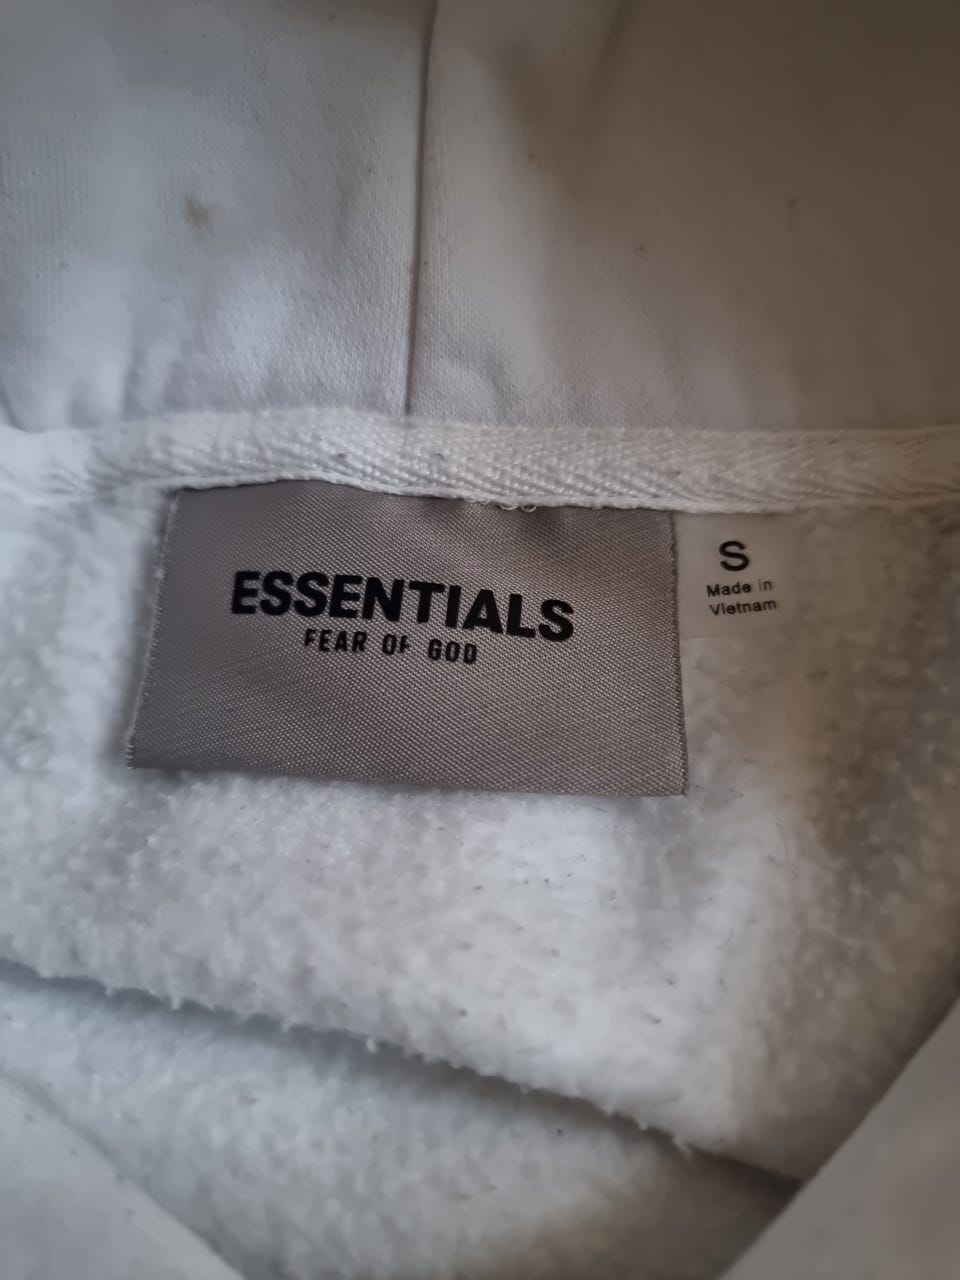 ESSENTIALS
FEAR OF GOD
S
Made in
Vietnam